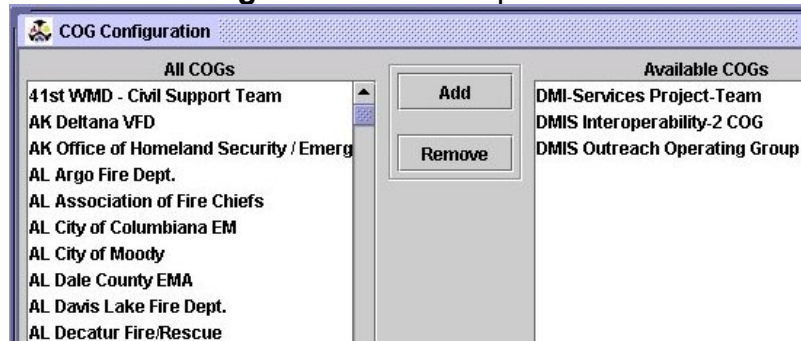 COG Configuration
All COGs
41st WMD - Civil Support Team
AK Deltana VFD
AK Office of Homeland Security / Emerg
AL Argo Fire Dept.
AL Association of Fire Chiefs
AL City of Columbiana EM
AL City of Moody
AL Dale County EMA
AL Davis Lake Fire Dept.
AL Decatur Fire/Rescue
Add
Remove
Available COGs
DMI-Services Project-Team
DMIS Interoperability-2 COG
DMIS Outreach Operating Group